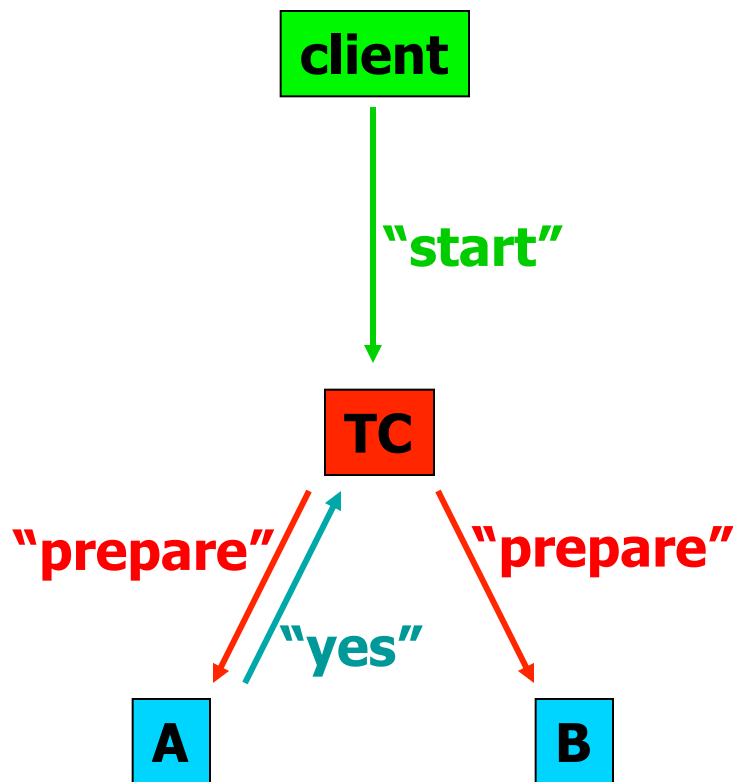 client
“start”
TC
“prepare”
“prepare”
“yes”
A
B